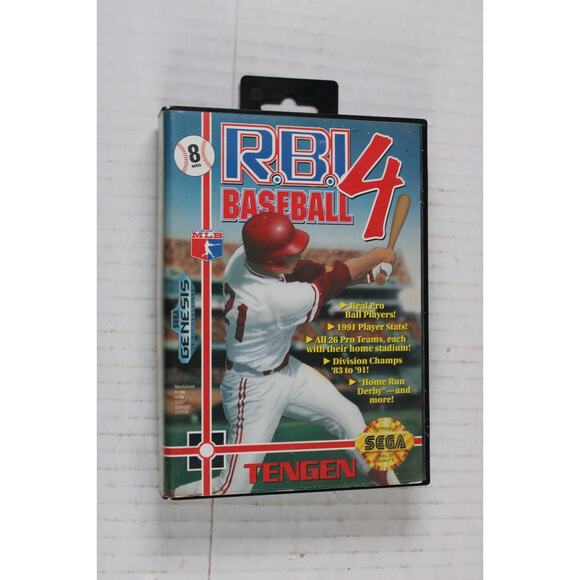 8
MEG
R.B.I. 4
BASEBALL
MLB
21
SEGA
GENESIS
► Real Pro
Ball Players!
► 1991 Player Stats!
► All 26 Pro Teams, each
with their home stadium!
► Division Champs
'83 to '91!
► "Home Run
Derby"—and
more!
SEGA
TENGEN